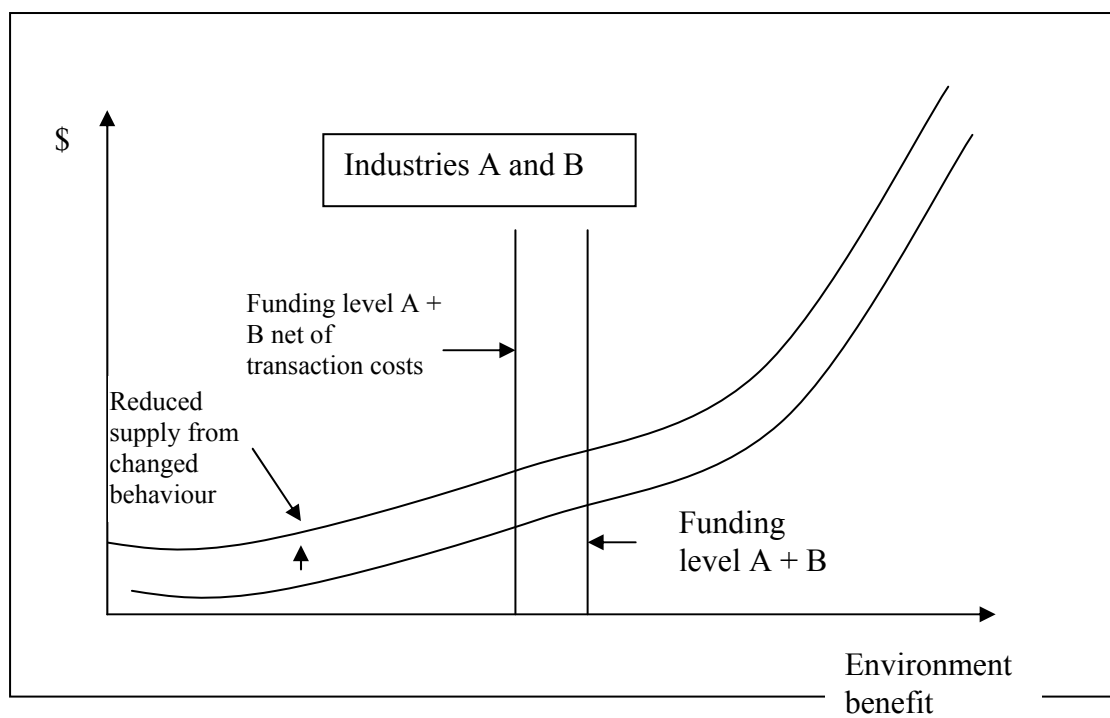 $
Industries A and B
Funding level A +
B net of
transaction costs
Reduced
supply from
changed
behaviour
Funding
level A + B
Environment
benefit